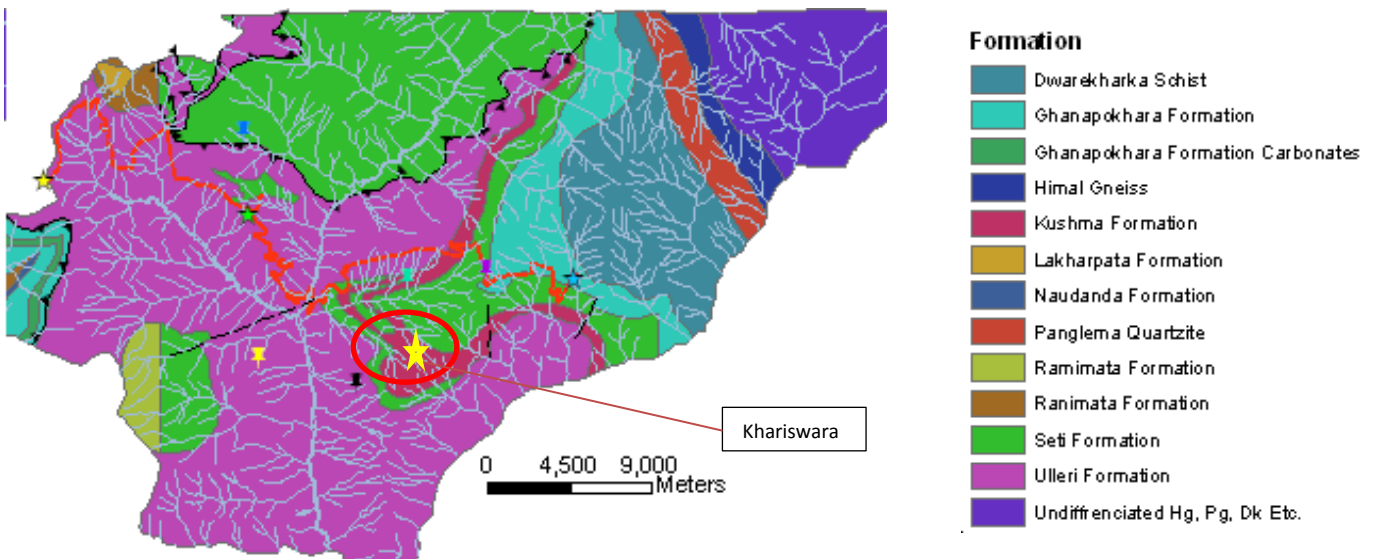 Formation
Dwarekharka Schist
Ghanapokhara Formation
Ghanapokhara Formation Carbonates
Himal Gneiss
Kushma Formation
Lakharpata Formation
Naudanda Formation
Panglema Quartzite
Ramimata Formation
Ranimata Formation
Seti Formation
Ulleri Formation
Undiffrenciated Hg, Pg, Dk Etc.
Khariswara
0 4,500 9,000
Meters